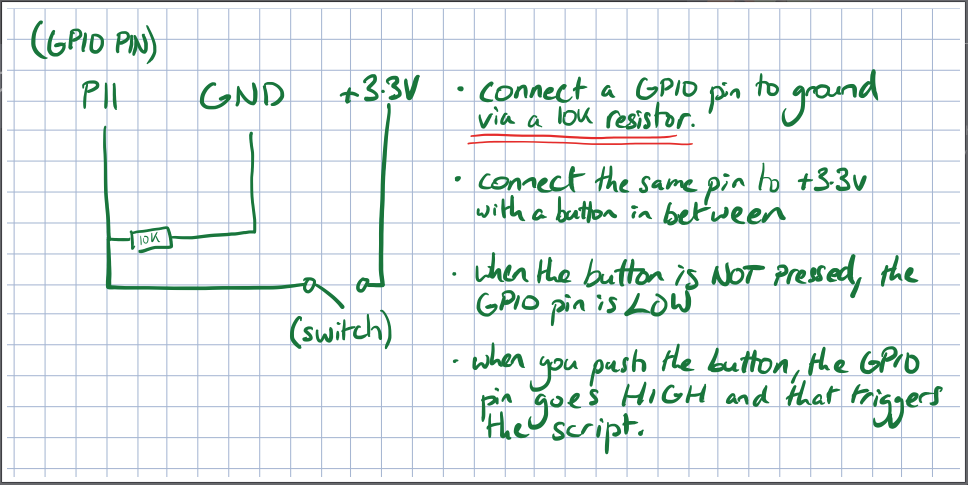 (GPIO PIN)
P11 GND +3.3V
10K
(switch)
• connect a GPIO pin to ground
via a 10K resistor.
• connect the same pin to +3.3v
with a button in between
• when the button is NOT pressed, the
GPIO pin is LOW
• when you push the button, the GPIO
pin goes HIGH and that triggers
the script.